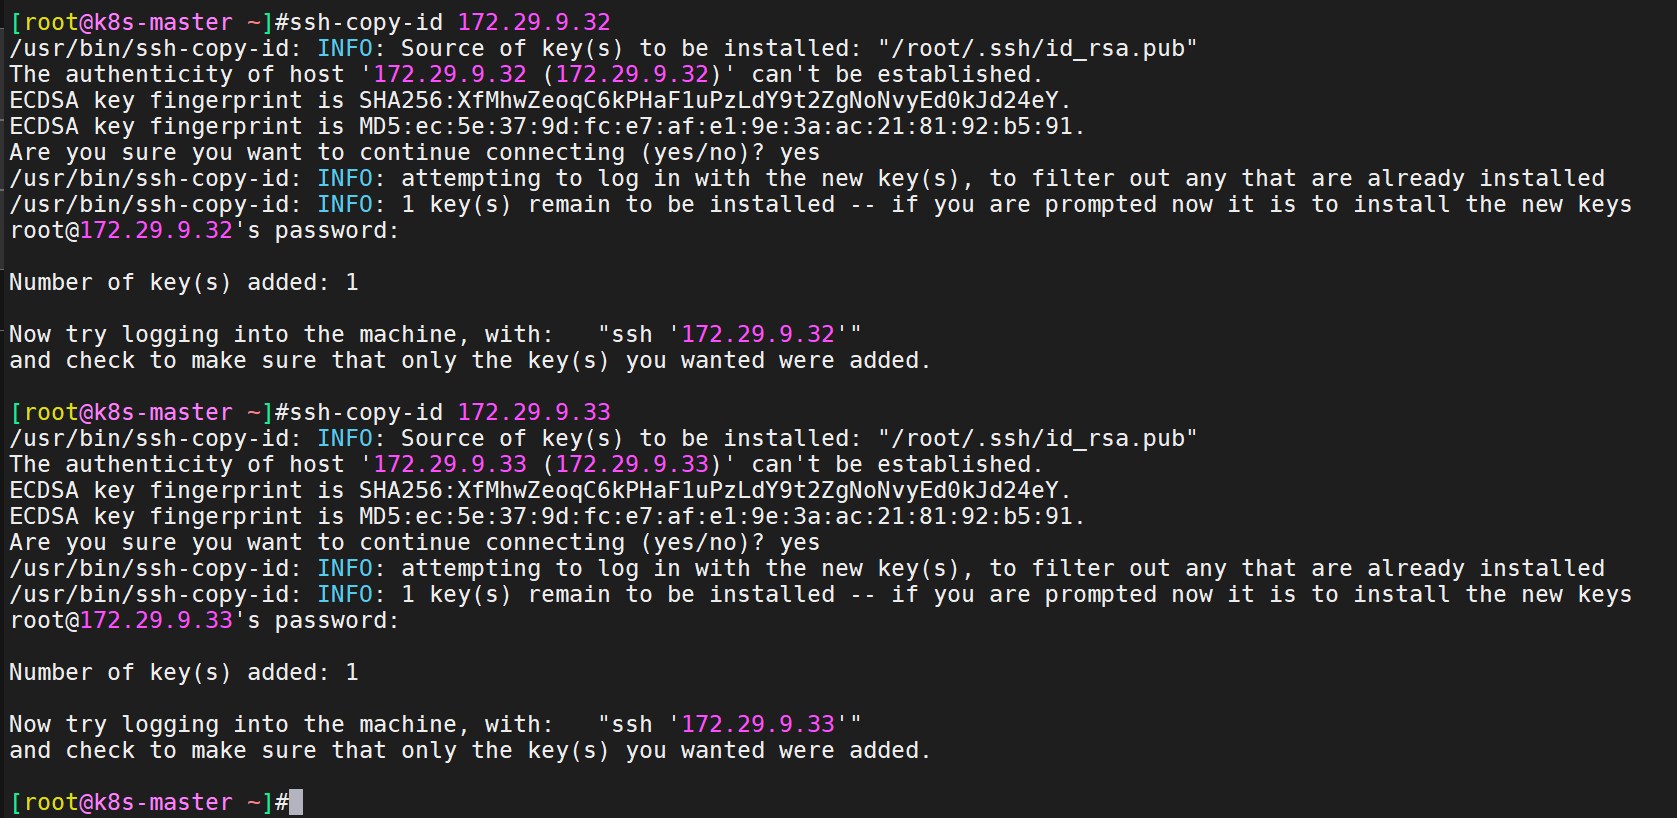 [root@k8s-master ~]#ssh-copy-id 172.29.9.32
/usr/bin/ssh-copy-id: INFO: Source of key(s) to be installed: "/root/.ssh/id_rsa.pub"
The authenticity of host '172.29.9.32 (172.29.9.32)' can't be established.
ECDSA key fingerprint is SHA256:XfMhwZeoqC6kPHaF1uPzLdY9t2ZgNoNvyEd0kJd24eY.
ECDSA key fingerprint is MD5:ec:5e:37:9d:fc:e7:af:e1:9e:3a:ac:21:81:92:b5:91.
Are you sure you want to continue connecting (yes/no)? yes
/usr/bin/ssh-copy-id: INFO: attempting to log in with the new key(s), to filter out any that are already installed
/usr/bin/ssh-copy-id: INFO: 1 key(s) remain to be installed -- if you are prompted now it is to install the new keys
root@172.29.9.32's password:
Number of key(s) added: 1
Now try logging into the machine, with:   "ssh '172.29.9.32'"
and check to make sure that only the key(s) you wanted were added.
[root@k8s-master ~]#ssh-copy-id 172.29.9.33
/usr/bin/ssh-copy-id: INFO: Source of key(s) to be installed: "/root/.ssh/id_rsa.pub"
The authenticity of host '172.29.9.33 (172.29.9.33)' can't be established.
ECDSA key fingerprint is SHA256:XfMhwZeoqC6kPHaF1uPzLdY9t2ZgNoNvyEd0kJd24eY.
ECDSA key fingerprint is MD5:ec:5e:37:9d:fc:e7:af:e1:9e:3a:ac:21:81:92:b5:91.
Are you sure you want to continue connecting (yes/no)? yes
/usr/bin/ssh-copy-id: INFO: attempting to log in with the new key(s), to filter out any that are already installed
/usr/bin/ssh-copy-id: INFO: 1 key(s) remain to be installed -- if you are prompted now it is to install the new keys
root@172.29.9.33's password:
Number of key(s) added: 1
Now try logging into the machine, with:   "ssh '172.29.9.33'"
and check to make sure that only the key(s) you wanted were added.
[root@k8s-master ~]#